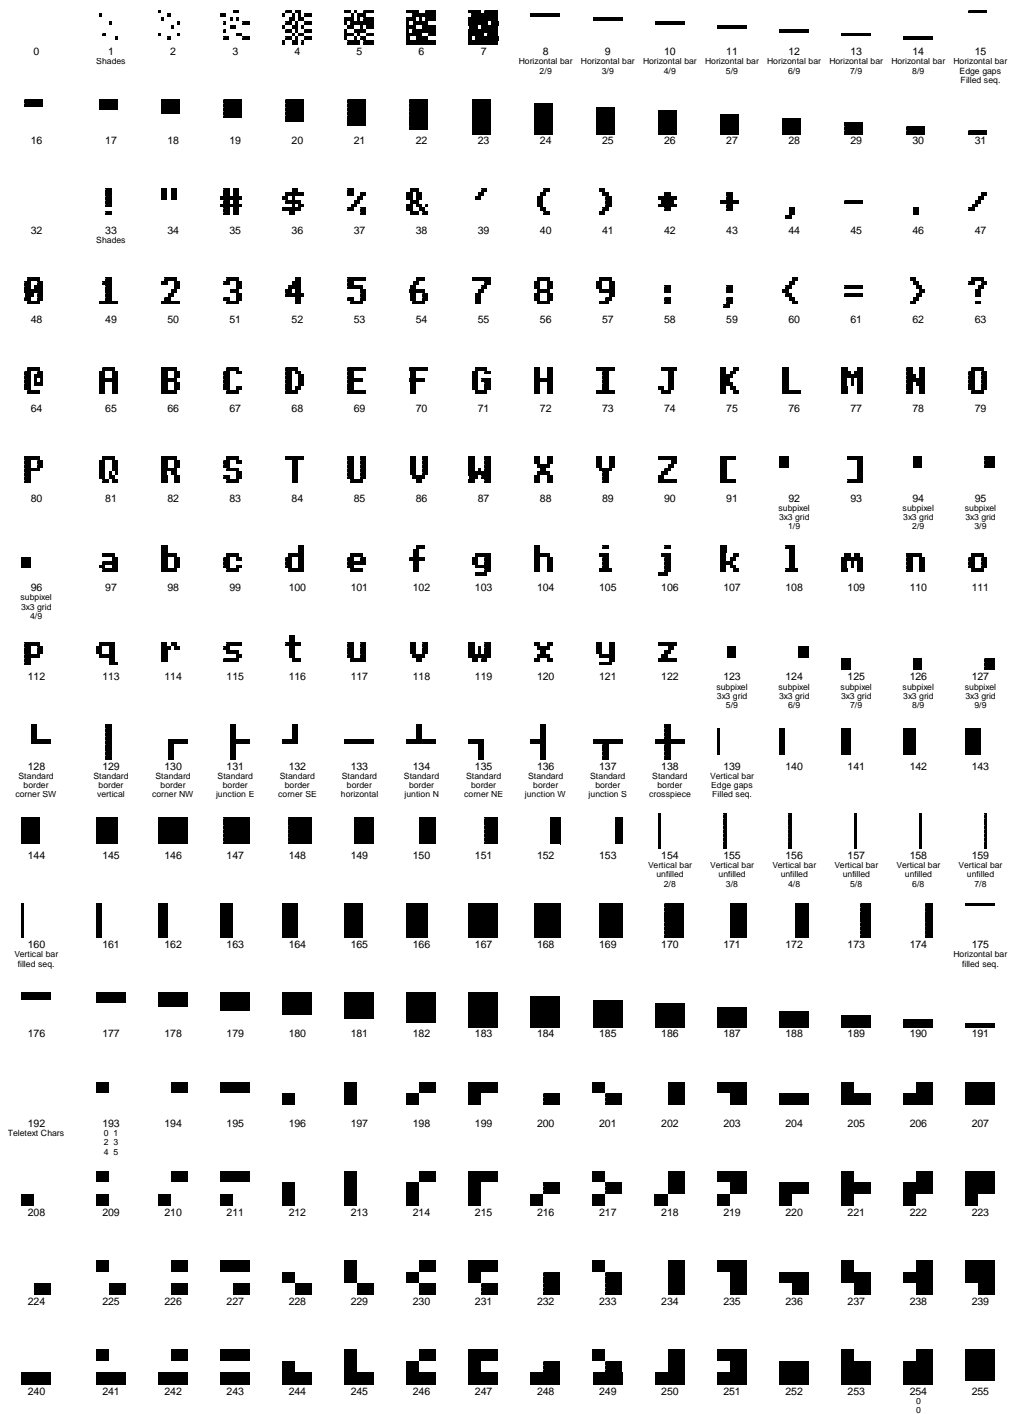 0 1 2 3 4 5 6 7 8 9 10 11 12 13 14 15
Shades Horizontal bar Horizontal bar Horizontal bar Horizontal bar Horizontal bar Horizontal bar Horizontal bar Horizontal bar
2/9 3/9 4/9 5/9 6/9 7/9 8/9 Edge gaps
Filled seq.
16 17 18 19 20 21 22 23 24 25 26 27 28 29 30 31
! " # $ % & ' ( ) * + , - . /
32 33 34 35 36 37 38 39 40 41 42 43 44 45 46 47
Shades
0 1 2 3 4 5 6 7 8 9 : ; < = > ?
48 49 50 51 52 53 54 55 56 57 58 59 60 61 62 63
@ A B C D E F G H I J K L M N O
64 65 66 67 68 69 70 71 72 73 74 75 76 77 78 79
P Q R S T U V W X Y Z [ ]
80 81 82 83 84 85 86 87 88 89 90 91 92 93 94 95
subpixel subpixel subpixel
3x3 grid 3x3 grid 3x3 grid
1/9 2/9 3/9
a b c d e f g h i j k l m n o
96 97 98 99 100 101 102 103 104 105 106 107 108 109 110 111
subpixel
3x3 grid
4/9
p q r s t u v w x y z
112 113 114 115 116 117 118 119 120 121 122 123 124 125 126 127
subpixel subpixel subpixel subpixel subpixel
3x3 grid 3x3 grid 3x3 grid 3x3 grid 3x3 grid
5/9 6/9 7/9 8/9 9/9
128 129 130 131 132 133 134 135 136 137 138 139 140 141 142 143
Standard Standard Standard Standard Standard Standard Standard Standard Standard Standard Standard Vertical bar
border border border border border border border border border border border Edge gaps
corner SW vertical corner NW junction E corner SE horizontal juntion N corner NE junction W junction S crosspiece Filled seq.
144 145 146 147 148 149 150 151 152 153 154 155 156 157 158 159
Vertical bar Vertical bar Vertical bar Vertical bar Vertical bar Vertical bar
unfilled unfilled unfilled unfilled unfilled unfilled
2/8 3/8 4/8 5/8 6/8 7/8
160 161 162 163 164 165 166 167 168 169 170 171 172 173 174 175
Vertical bar Horizontal bar
filled seq. filled seq.
176 177 178 179 180 181 182 183 184 185 186 187 188 189 190 191
192 193 194 195 196 197 198 199 200 201 202 203 204 205 206 207
Teletext Chars 0 1
2 3
4 5
208 209 210 211 212 213 214 215 216 217 218 219 220 221 222 223
224 225 226 227 228 229 230 231 232 233 234 235 236 237 238 239
240 241 242 243 244 245 246 247 248 249 250 251 252 253 254 255
0
0